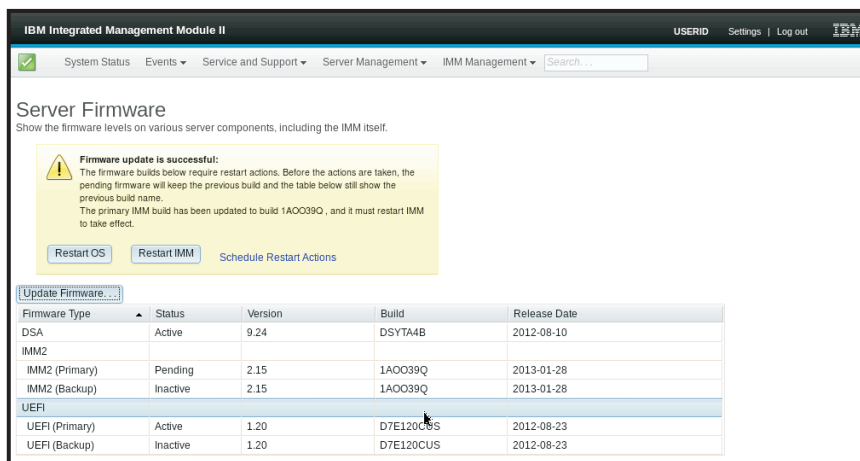 IBM Integrated Management Module II
USERID Settings | Log out IBM
System Status Events Service and Support Server Management IMM Management Search. . .
Server Firmware
Show the firmware levels on various server components, including the IMM itself.
Firmware update is successful:
The firmware builds below require restart actions. Before the actions are taken, the
pending firmware will keep the previous build and the table below still show the
previous build name.
The primary IMM build has been updated to build 1AOO39Q , and it must restart IMM
to take effect.
Restart OS Restart IMM Schedule Restart Actions
Update Firmware. . .
Firmware Type Status Version Build Release Date
DSA Active 9.24 DSYTA4B 2012-08-10
IMM2
IMM2 (Primary) Pending 2.15 1AOO39Q 2013-01-28
IMM2 (Backup) Inactive 2.15 1AOO39Q 2013-01-28
UEFI
UEFI (Primary) Active 1.20 D7E120CUS 2012-08-23
UEFI (Backup) Inactive 1.20 D7E120CUS 2012-08-23